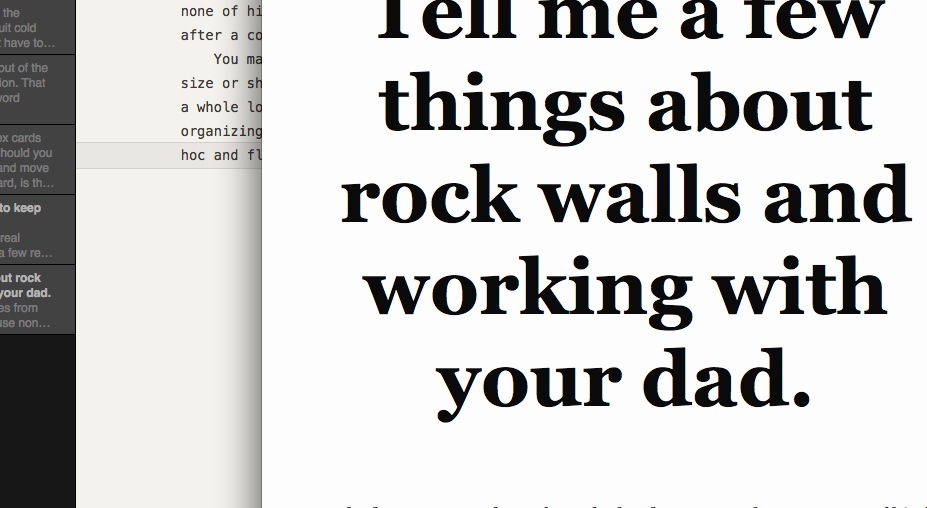 the
uit cold
t have to…
out of the
ion. That
word
ex cards
should you
and move
ard, is th…
to keep
real
a few re…
out rock
your dad.
es from
use non…
none of hi
after a co
You ma
size or sh
a whole lo
organizing
hoc and fl
Tell me a few
things about
rock walls and
working with
your dad.